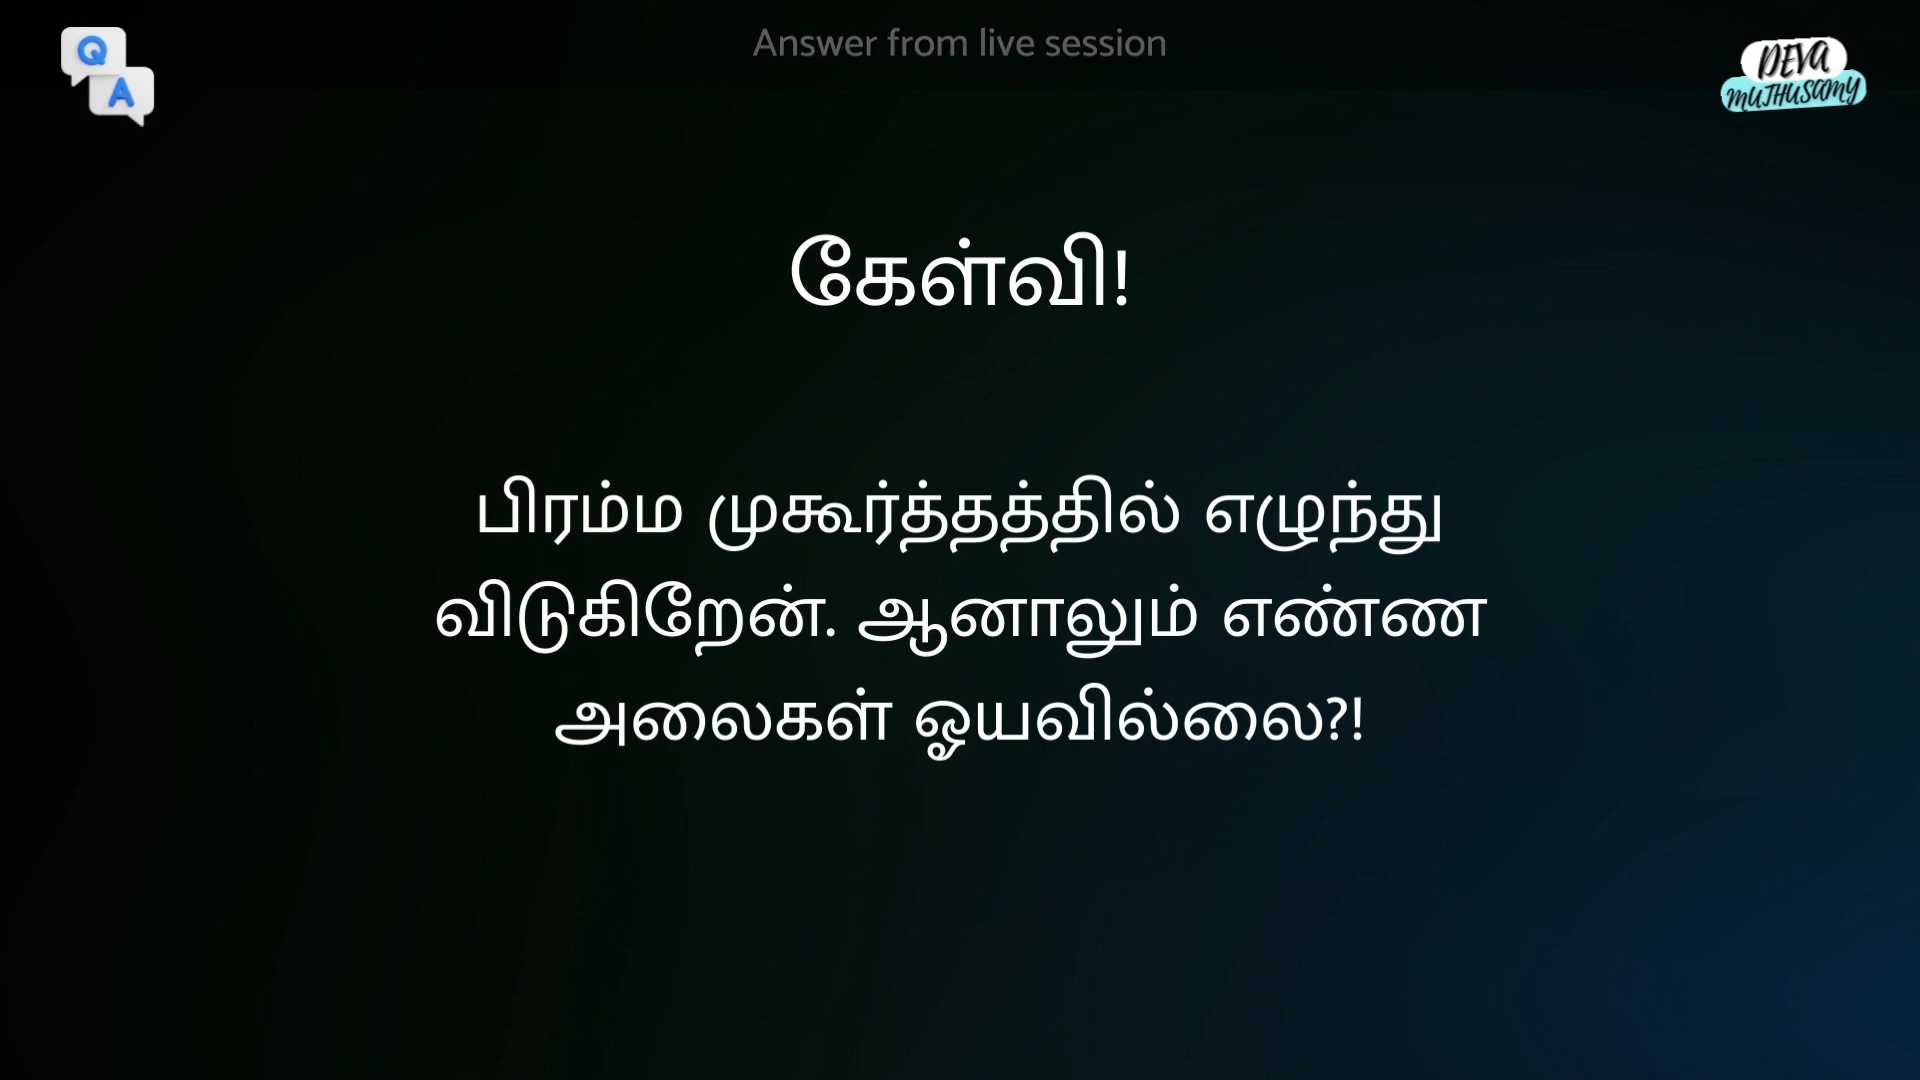 Answer from live session
Q
A
DEVA
MUTHUSAMY
கேள்வி!
பிரம்ம முகூர்த்தத்தில் எழுந்து
விடுகிறேன். ஆனாலும் எண்ண
அலைகள் ஓயவில்லை?!